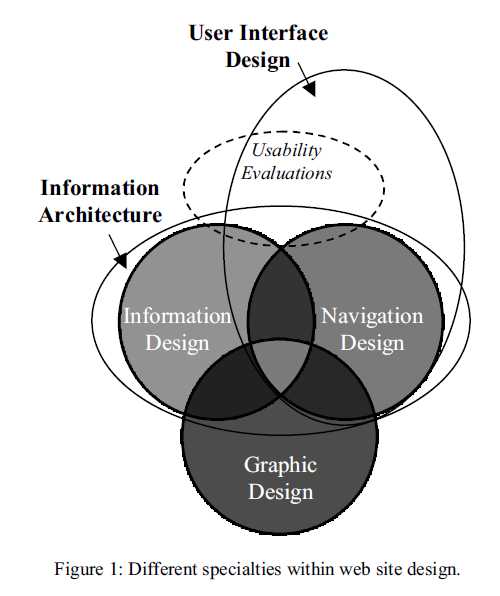 User Interface
Design
Usability
Evaluations
Information
Architecture
Information
Design
Navigation
Design
Graphic
Design
Figure 1: Different specialties within web site design.